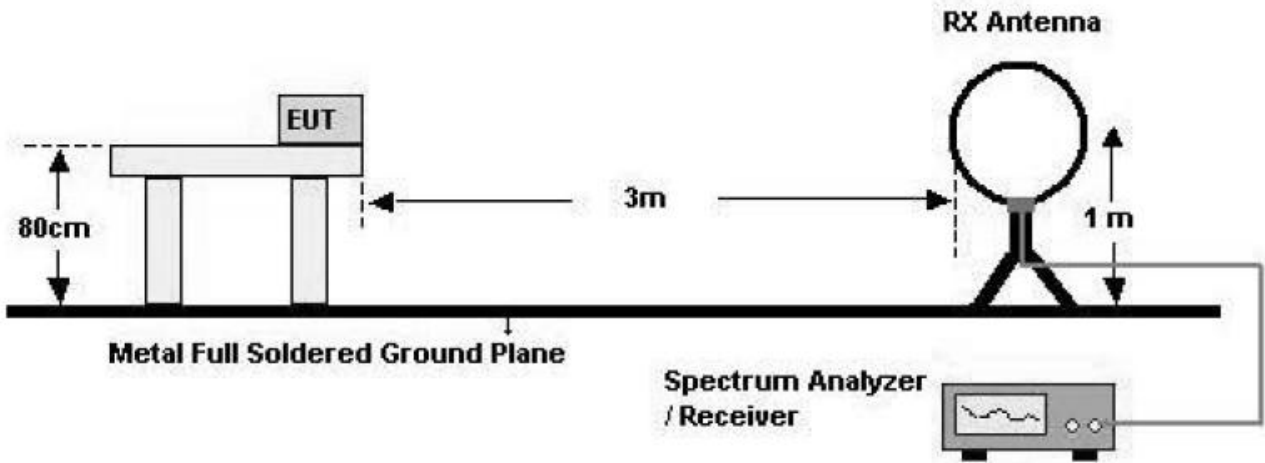 RX Antenna
EUT
80cm
3m
1 m
Metal Full Soldered Ground Plane
Spectrum Analyzer
/ Receiver